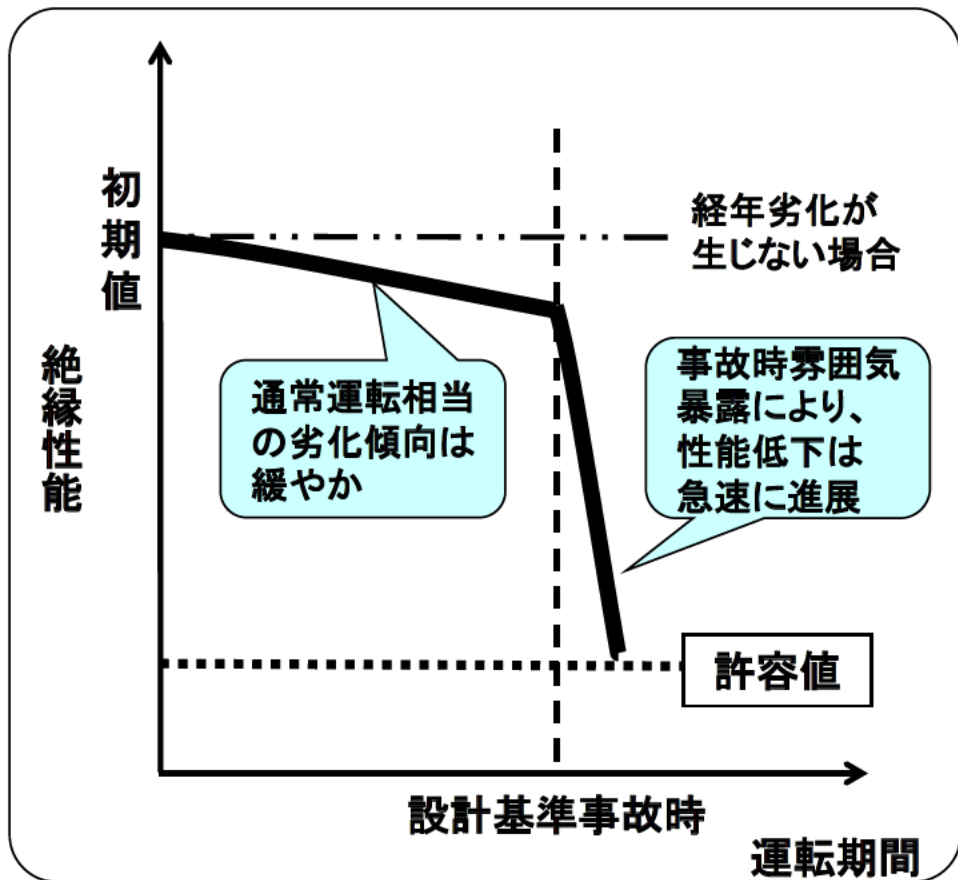 初期値
絶縁性能
経年劣化が
生じない場合
通常運転相当
の劣化傾向は
緩やか
事故時雰囲気
暴露により、
性能低下は
急速に進展
許容値
設計基準事故時
運転期間